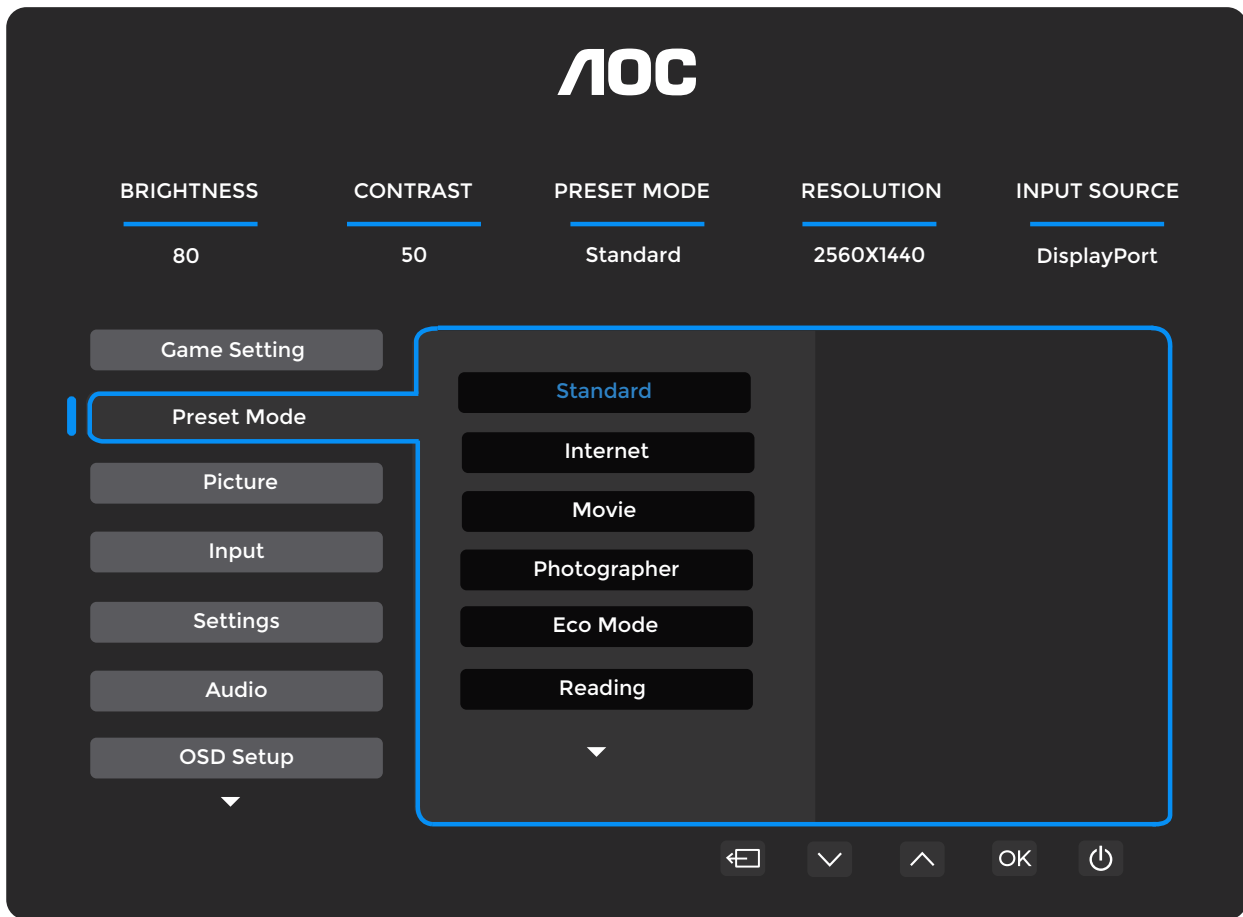 AOC
BRIGHTNESS CONTRAST PRESET MODE RESOLUTION INPUT SOURCE
80 50 Standard 2560X1440 DisplayPort
Game Setting
Preset Mode
Picture
Input
Settings
Audio
OSD Setup
Standard
Internet
Movie
Photographer
Eco Mode
Reading
OK